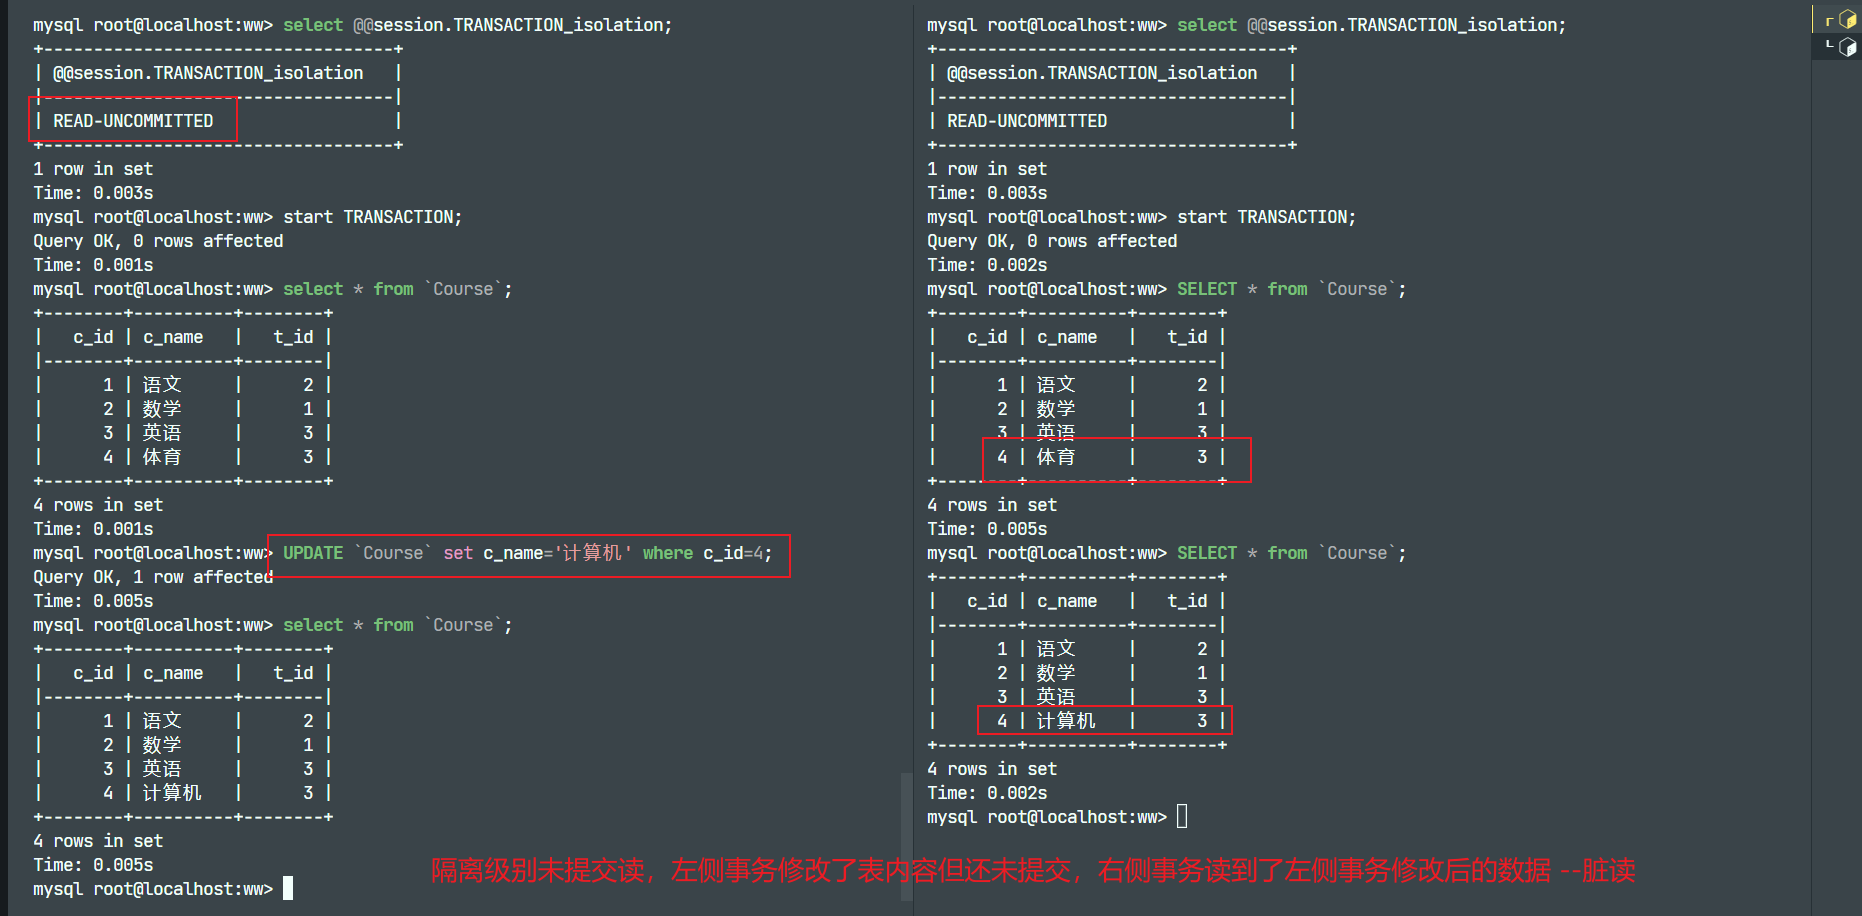 mysql root@localhost:ww> select @@session.TRANSACTION_isolation;
+-----------------------------------+
| @@session.TRANSACTION_isolation   |
|-----------------------------------|
| READ-UNCOMMITTED                  |
+-----------------------------------+
1 row in set
Time: 0.003s
mysql root@localhost:ww> start TRANSACTION;
Query OK, 0 rows affected
Time: 0.001s
mysql root@localhost:ww> select * from `Course`;
+--------+----------+--------+
|   c_id | c_name   |   t_id |
|--------+----------+--------|
|      1 | 语文     |      2 |
|      2 | 数学     |      1 |
|      3 | 英语     |      3 |
|      4 | 体育     |      3 |
+--------+----------+--------+
4 rows in set
Time: 0.001s
mysql root@localhost:ww> UPDATE `Course` set c_name='计算机' where c_id=4;
Query OK, 1 row affected
Time: 0.005s
mysql root@localhost:ww> select * from `Course`;
+--------+----------+--------+
|   c_id | c_name   |   t_id |
|--------+----------+--------|
|      1 | 语文     |      2 |
|      2 | 数学     |      1 |
|      3 | 英语     |      3 |
|      4 | 计算机   |      3 |
+--------+----------+--------+
4 rows in set
Time: 0.005s
mysql root@localhost:ww>
mysql root@localhost:ww> select @@session.TRANSACTION_isolation;
+-----------------------------------+
| @@session.TRANSACTION_isolation   |
|-----------------------------------|
| READ-UNCOMMITTED                  |
+-----------------------------------+
1 row in set
Time: 0.003s
mysql root@localhost:ww> start TRANSACTION;
Query OK, 0 rows affected
Time: 0.002s
mysql root@localhost:ww> SELECT * from `Course`;
+--------+----------+--------+
|   c_id | c_name   |   t_id |
|--------+----------+--------|
|      1 | 语文     |      2 |
|      2 | 数学     |      1 |
|      3 | 英语     |      3 |
|      4 | 体育     |      3 |
+--------+----------+--------+
4 rows in set
Time: 0.005s
mysql root@localhost:ww> SELECT * from `Course`;
+--------+----------+--------+
|   c_id | c_name   |   t_id |
|--------+----------+--------|
|      1 | 语文     |      2 |
|      2 | 数学     |      1 |
|      3 | 英语     |      3 |
|      4 | 计算机   |      3 |
+--------+----------+--------+
4 rows in set
Time: 0.002s
mysql root@localhost:ww>
隔离级别未提交读，左侧事务修改了表内容但还未提交，右侧事务读到了左侧事务修改后的数据 --脏读